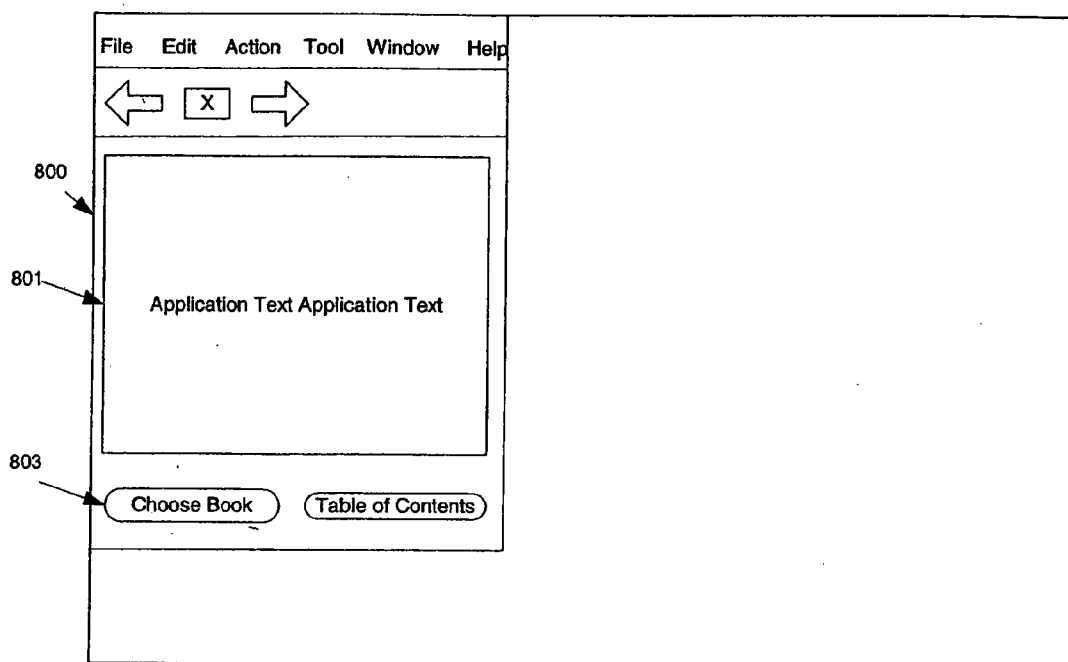 File Edit Action Tool Window Help
X
800
801
Application Text Application Text
803
Choose Book Table of Contents